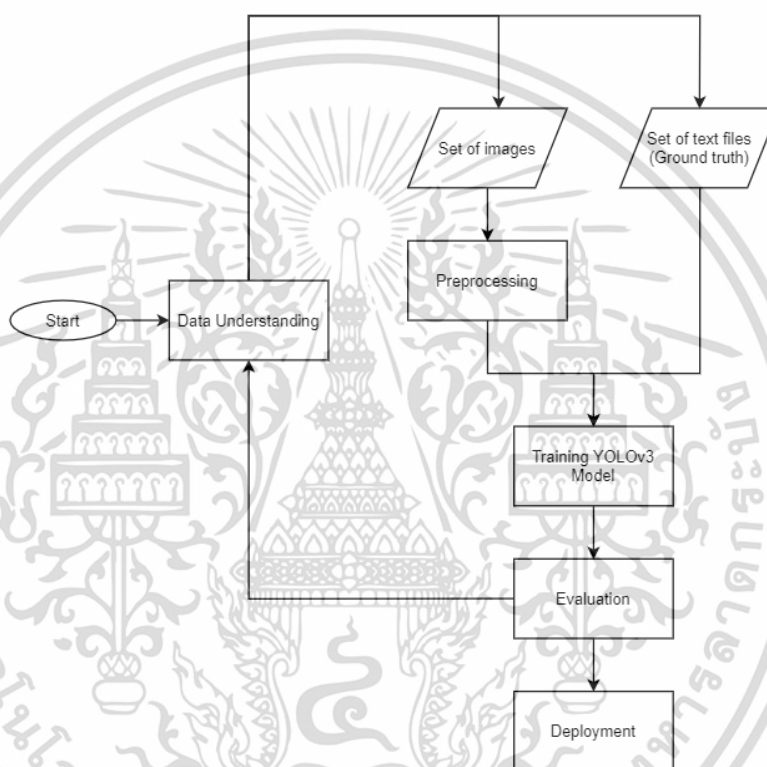 Set of images
Set of text files
(Ground truth)
Preprocessing
Start
Data Understanding
Training YOLOv3
Model
Evaluation
Deployment